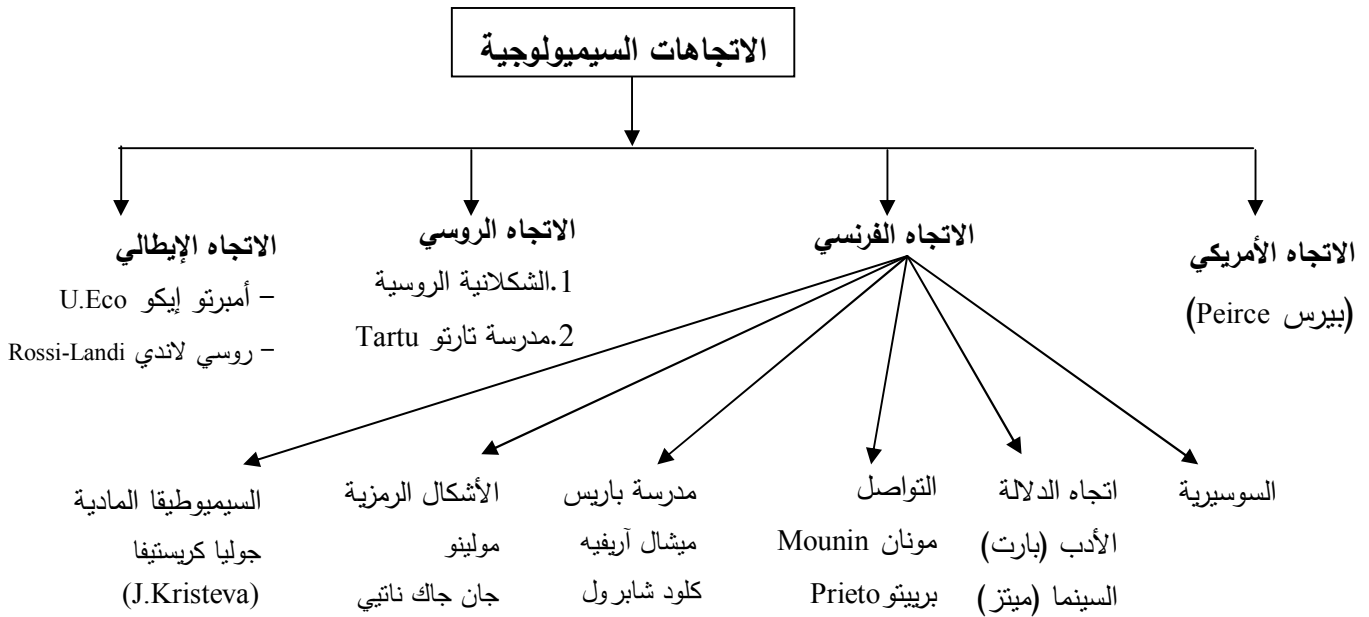 الاتجاهات السيميولوجية
الاتجاه الأمريكي
(بيرس Peirce)
الاتجاه الفرنسي
الاتجاه الروسي
1.الشكلانية الروسية
2.مدرسة تارتو Tartu
الاتجاه الإيطالي
– أمبرتو إيكو U.Eco
– روسي لاندي Rossi-Landi
السوسيرية
اتجاه الدلالة
الأدب (بارت)
السينما (ميتز)
التواصل
مونان Mounin
برييتو Prieto
مدرسة باريس
ميشال آريفيه
كلود شابرول
الأشكال الرمزية
مولينو
جان جاك ناتيي
السيميوطيقا المادية
جوليا كريستيفا
(J.Kristeva)